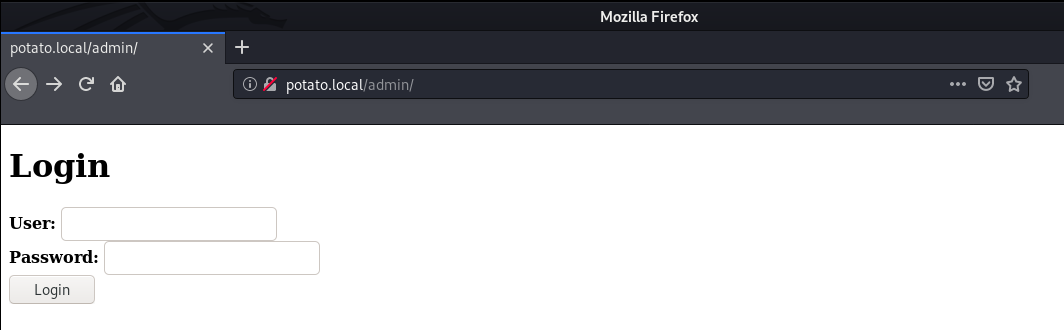 Mozilla Firefox
potato.local/admin/
potato.local/admin/
Login
User:
Password:
Login